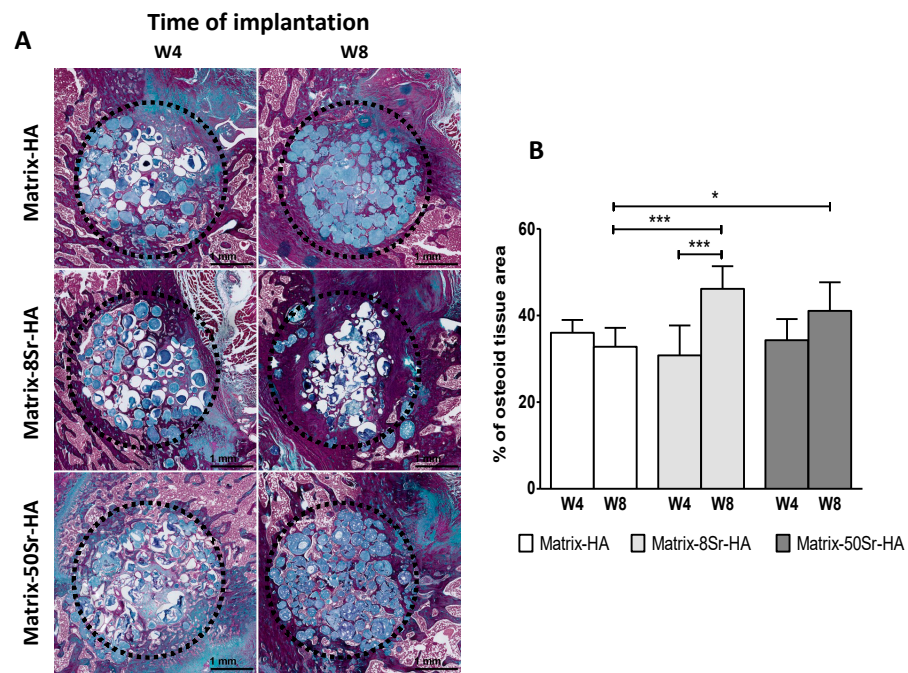 A
Time of implantation
W4 W8
Matrix-HA
1 mm 1 mm
Matrix-8Sr-HA
1 mm 1 mm
Matrix-50Sr-HA
1 mm 1 mm
B
*
***
***
% of osteoid tissue area
60
40
20
0
W4 W8 W4 W8 W4 W8
Matrix-HA Matrix-8Sr-HA Matrix-50Sr-HA